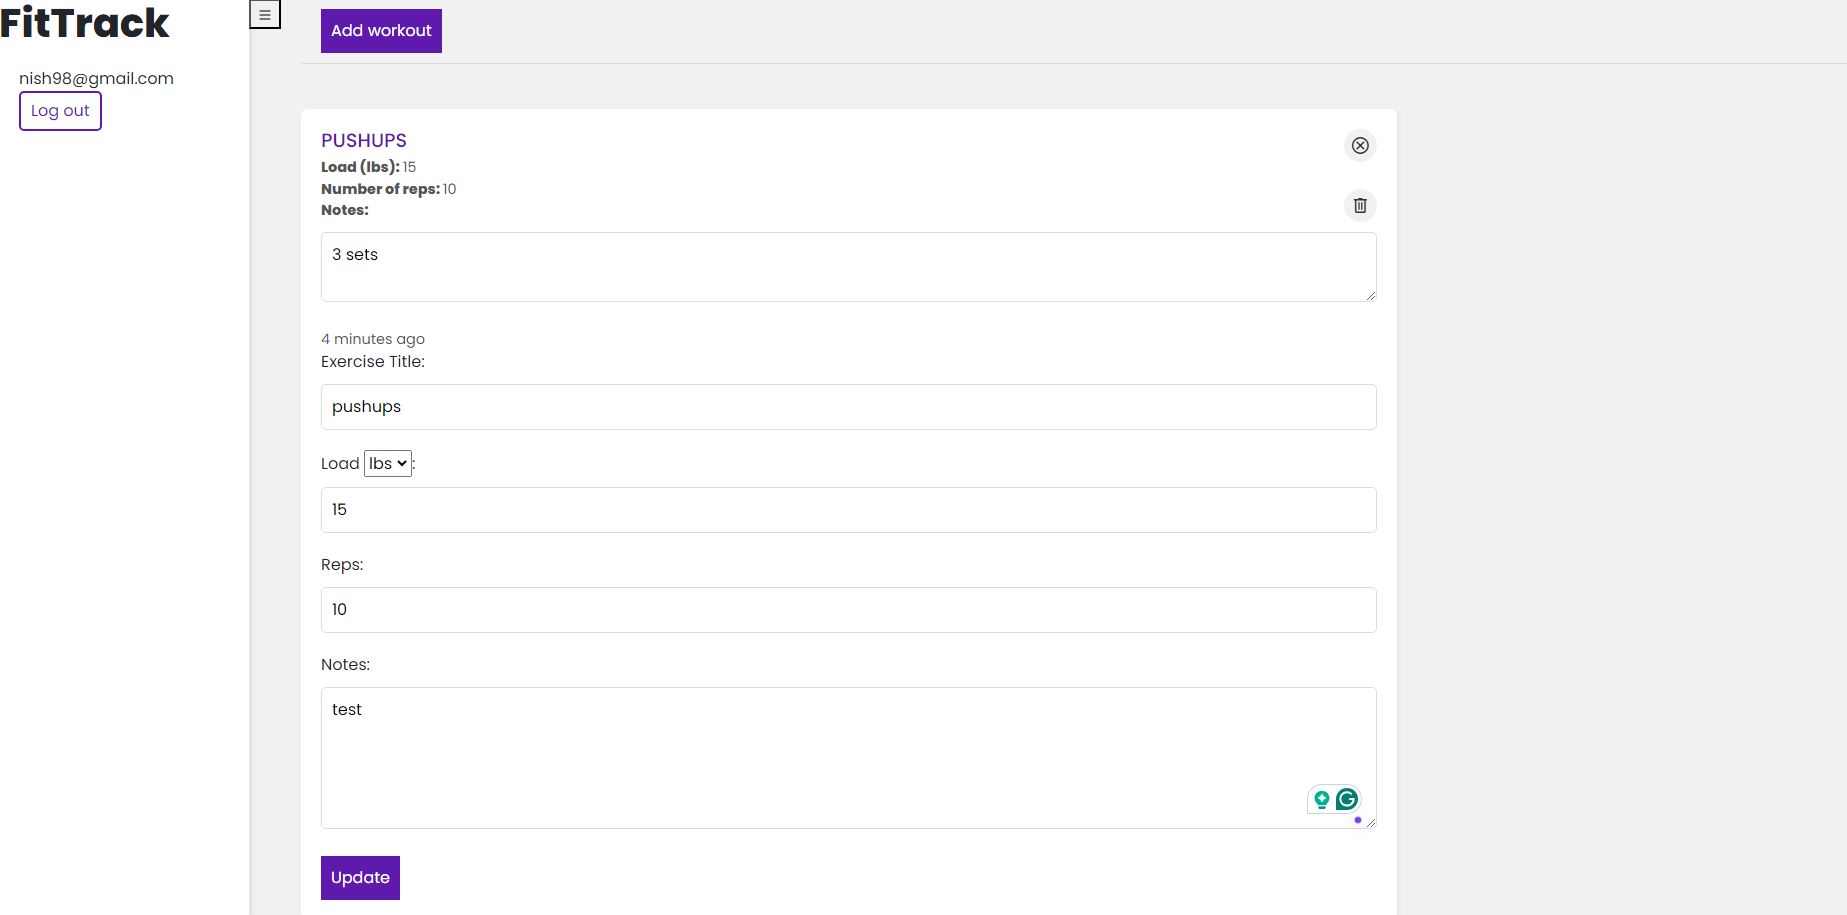 FitTrack
nish98@gmail.com
Log out
Add workout
PUSHUPS
Load (lbs): 15
Number of reps: 10
Notes:
3 sets
4 minutes ago
Exercise Title:
pushups
Load lbs :
15
Reps:
10
Notes:
test
Update